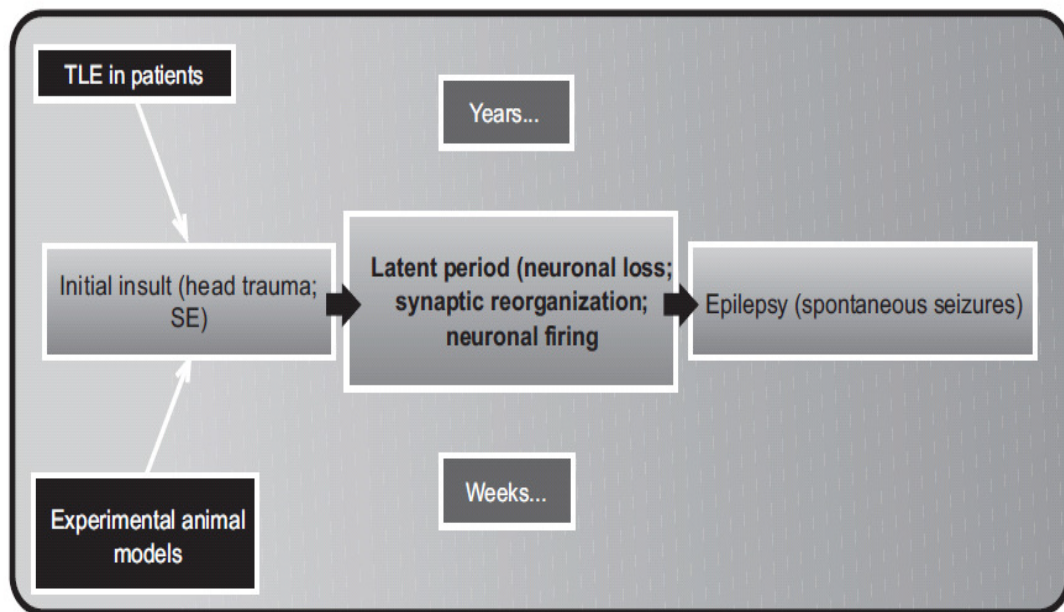 TLE in patients
Years...
Initial insult (head trauma;
SE)
Latent period (neuronal loss;
synaptic reorganization;
neuronal firing
Epilepsy (spontaneous seizures)
Weeks...
Experimental animal
models